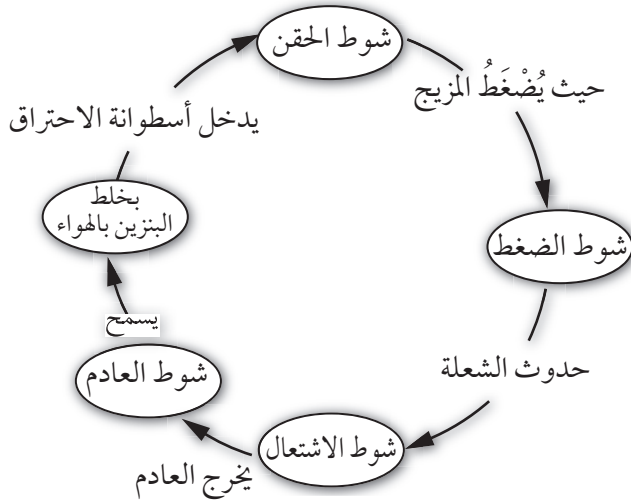 شوط الحقن
حيث يُضْغَطُ المزيج
شوط الضغط
حدوث الشعلة
شوط الاشتعال
يخرج العادم
شوط العادم
يسمح
بخلط
البنزين بالهواء
يدخل أسطوانة الاحتراق